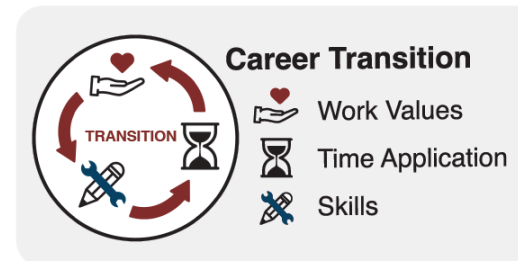 Career Transition
TRANSITION
Work Values
Time Application
Skills